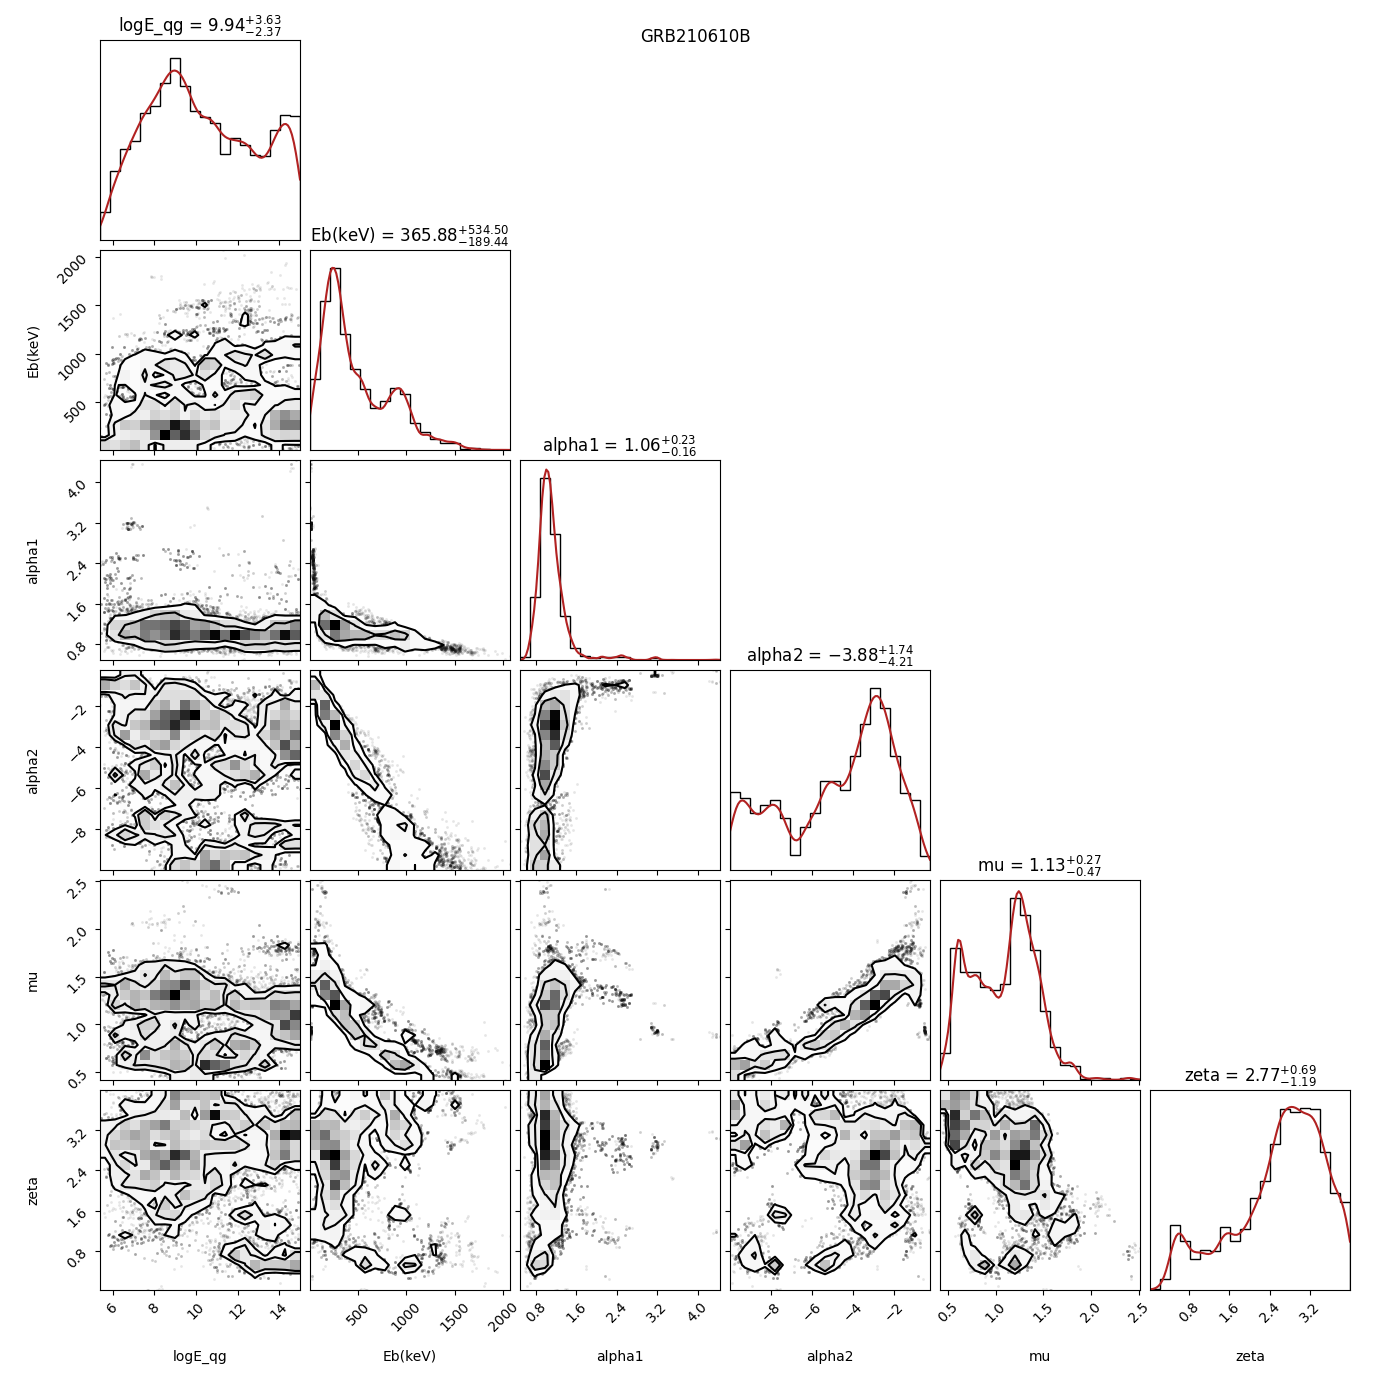 logE_qg = 9.94+3.63−2.37
GRB210610B
Eb(keV) = 365.88+534.50−189.44
2000
1500
1000
500
Eb(keV)
alpha1 = 1.06+0.23−0.16
4.0
3.2
2.4
1.6
0.8
alpha1
alpha2 = −3.88+1.74−4.21
−2
−4
−6
−8
alpha2
mu = 1.13+0.27−0.47
2.5
2.0
1.5
1.0
0.5
mu
zeta = 2.77+0.69−1.19
3.2
2.4
1.6
0.8
zeta
6 8 10 12 14 500 1000 1500 2000 0.8 1.6 2.4 3.2 4.0 −8 −6 −4 −2 0.5 1.0 1.5 2.0 2.5 0.8 1.6 2.4 3.2
logE_qg Eb(keV) alpha1 alpha2 mu zeta